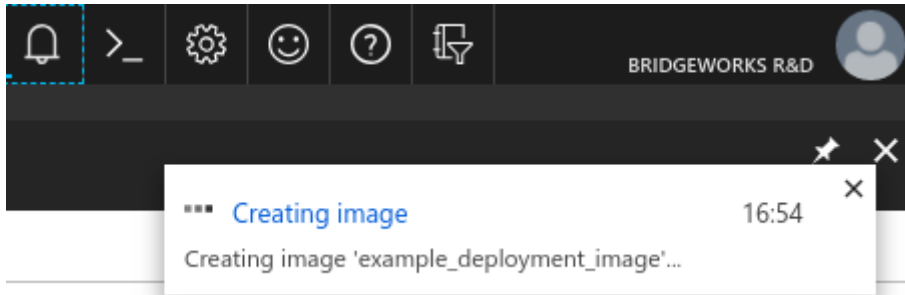 BRIDGEWORKS R&D
Creating image 16:54
Creating image 'example_deployment_image'...